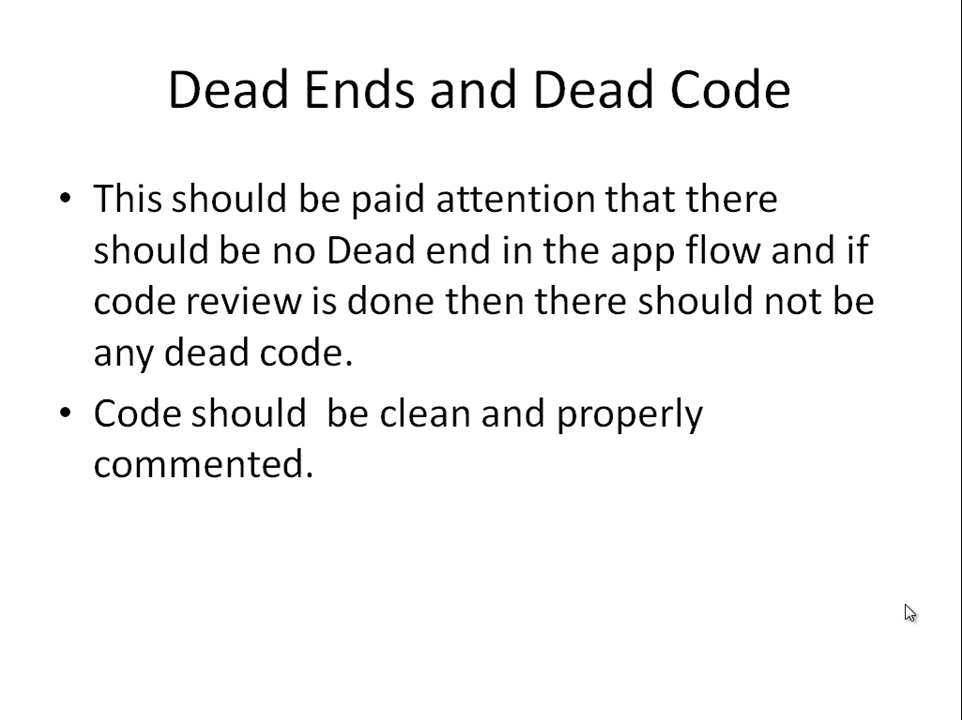 Dead Ends and Dead Code
• This should be paid attention that there
should be no Dead end in the app flow and if
code review is done then there should not be
any dead code.
• Code should  be clean and properly
commented.